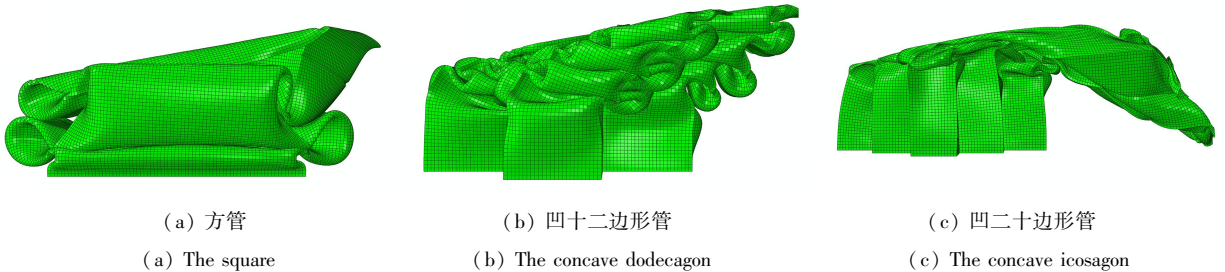 (a) 方管
(b) 凹十二边形管
(c) 凹二十边形管
(a) The square
(b) The concave dodecagon
(c) The concave icosagon